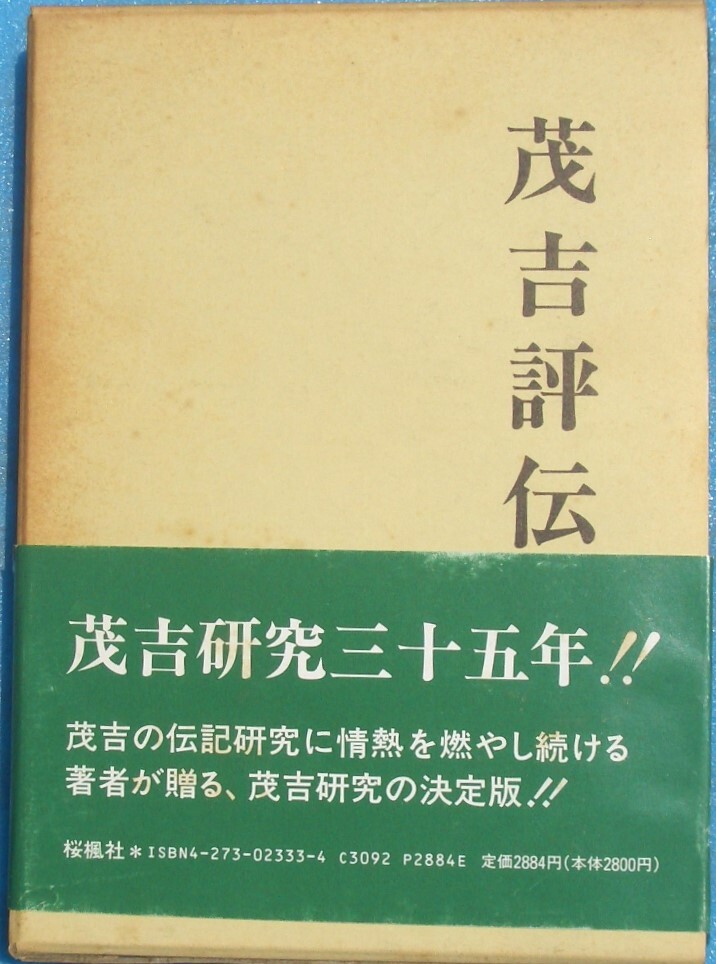 茂吉評伝
茂吉研究三十五年!!
茂吉の伝記研究に情熱を燃やし続ける
著者が贈る、茂吉研究の決定版!!
桜楓社＊ISBN4-273-02333-4 C3092 P2884E 定価2884円(本体2800円)